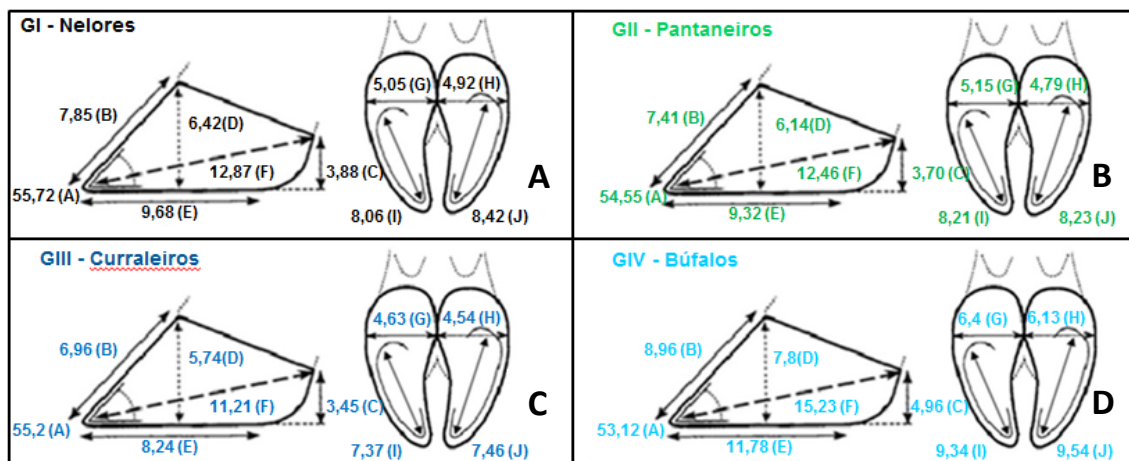 GI - Nelores
5,05 (G) 4,92 (H)
7,85 (B)
6,42(D)
12,87 (F)
3,88 (C)
55,72 (A)
9,68 (E)
8,06 (I)
8,42 (J)
A
GII - Pantaneiros
5,15 (G) 4,79 (H)
7,41 (B)
6,14(D)
12,46 (F)
3,70 (C)
54,55 (A)
9,32 (E)
8,21 (I)
8,23 (J)
B
GIII - Curraleiros
4,63 (G) 4,54 (H)
6,96 (B)
5,74(D)
11,21 (F)
3,45 (C)
55,2 (A)
8,24 (E)
7,37 (I)
7,46 (J)
C
GIV - Búfalos
6,4 (G) 6,13 (H)
8,96 (B)
7,8(D)
15,23 (F)
4,96 (C)
53,12 (A)
11,78 (E)
9,34 (I)
9,54 (J)
D